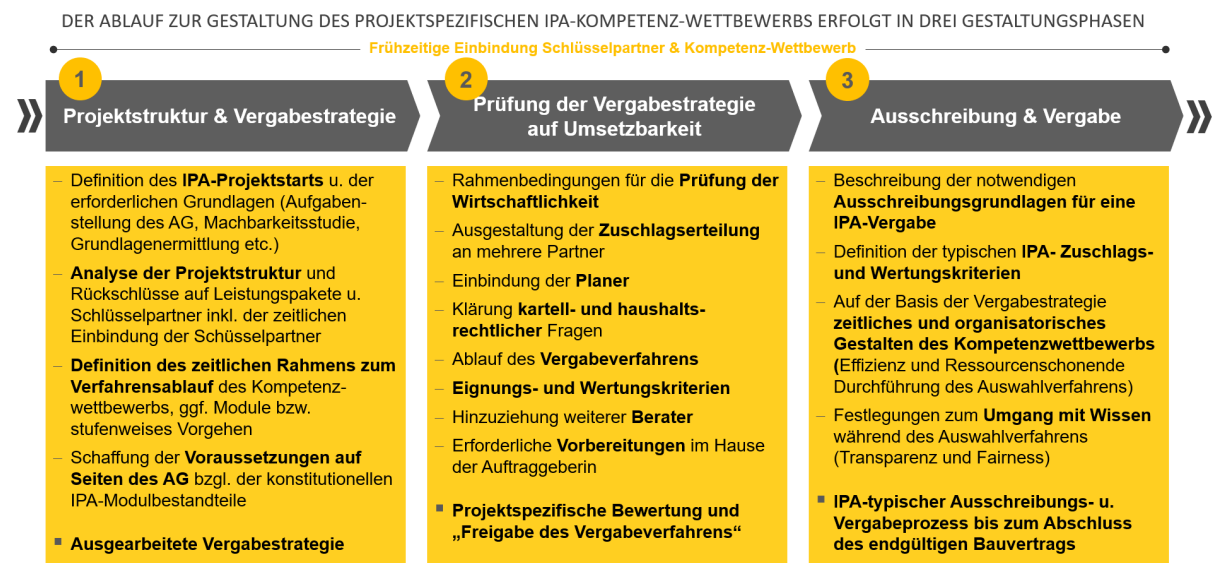 DER ABLAUF ZUR GESTALTUNG DES PROJEKTSPEZIFISCHEN IPA-KOMPETENZ-WETTBEWERBS ERFOLGT IN DREI GESTALTUNGSPHASEN
Frühzeitige Einbindung Schlüsselpartner & Kompetenz-Wettbewerb
1
Projektstruktur & Vergabestrategie
– Definition des IPA-Projektstarts u. der
erforderlichen Grundlagen (Aufgaben-
stellung des AG, Machbarkeitsstudie,
Grundlagenermittlung etc.)
– Analyse der Projektstruktur und
Rückschlüsse auf Leistungspakete u.
Schlüsselpartner inkl. der zeitlichen
Einbindung der Schüsselpartner
– Definition des zeitlichen Rahmens zum
Verfahrensablauf des Kompetenz-
wettbewerbs, ggf. Module bzw.
stufenweises Vorgehen
– Schaffung der Voraussetzungen auf
Seiten des AG bzgl. der konstitutionellen
IPA-Modulbestandteile
▪ Ausgearbeitete Vergabestrategie
2
Prüfung der Vergabestrategie
auf Umsetzbarkeit
– Rahmenbedingungen für die Prüfung der
Wirtschaftlichkeit
– Ausgestaltung der Zuschlagserteilung
an mehrere Partner
– Einbindung der Planer
– Klärung kartell- und haushalts-
rechtlicher Fragen
– Ablauf des Vergabeverfahrens
– Eignungs- und Wertungskriterien
– Hinzuziehung weiterer Berater
– Erforderliche Vorbereitungen im Hause
der Auftraggeberin
▪ Projektspezifische Bewertung und
„Freigabe des Vergabeverfahrens“
3
Ausschreibung & Vergabe
– Beschreibung der notwendigen
Ausschreibungsgrundlagen für eine
IPA-Vergabe
– Definition der typischen IPA- Zuschlags-
und Wertungskriterien
– Auf der Basis der Vergabestrategie
zeitliches und organisatorisches
Gestalten des Kompetenzwettbewerbs
(Effizienz und Ressourcenschonende
Durchführung des Auswahlverfahrens)
– Festlegungen zum Umgang mit Wissen
während des Auswahlverfahrens
(Transparenz und Fairness)
▪ IPA-typischer Ausschreibungs- u.
Vergabeprozess bis zum Abschluss
des endgültigen Bauvertrags